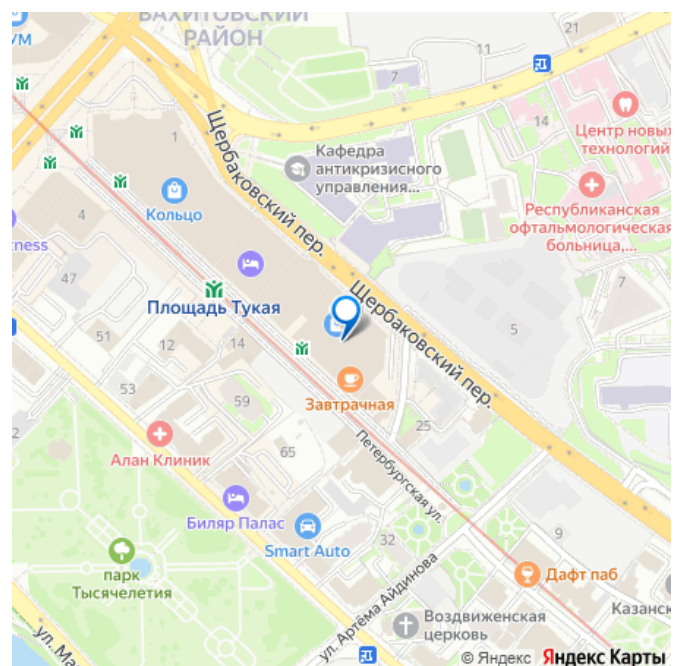 ВАХИТОВСКИЙ
РАЙОН
УМ
21
11
7
1
14
Центр новых
технологий
Щербаковский пер.
Кафедра
антикризисного
управления...
Кольцо
Республиканская
офтальмологическая
больница,...
4
tness
47
Площадь Тукая
Щербаковский пер.
7
5
51
12
14
53
59
Завтрачная
25
Алан Клиник
65
Петербургская ул.
Биляр Палас
Smart Auto
32
9
парк
Тысячелетия
ул. Артёма Айдинова
Дафт паб
Воздвиженская
церковь
Казанск
ул. Ма
© Яндекс Яндекс Карты